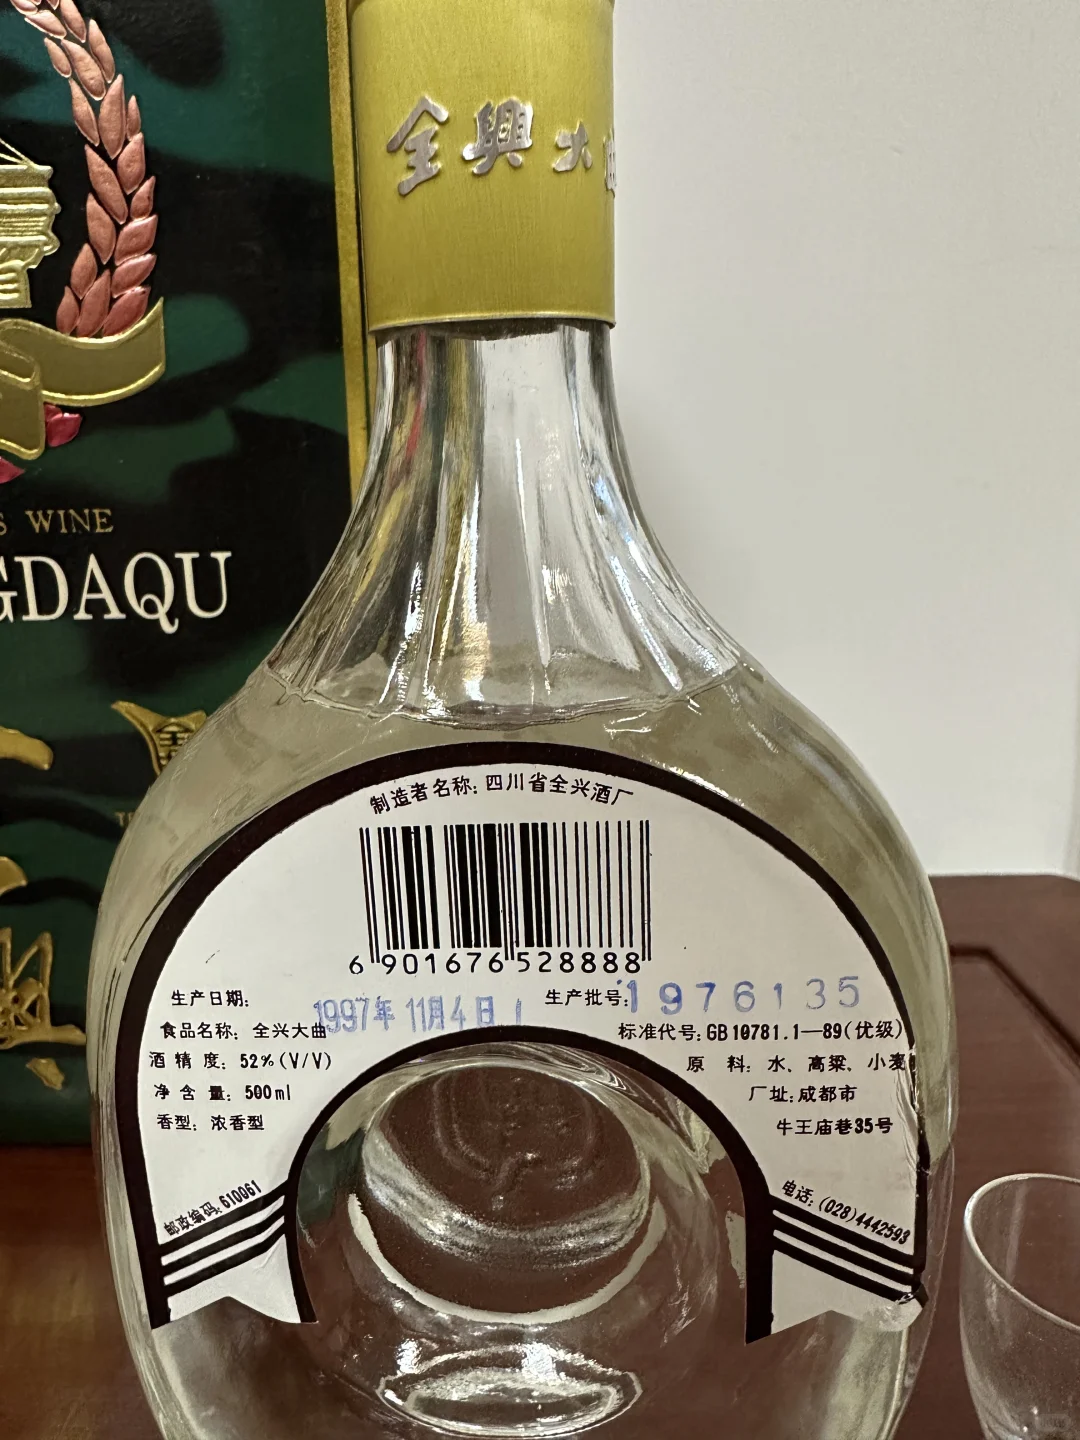 全興大曲
S WINE
GDAQU
制造者名称：四川省全兴酒厂
6 901676 528888
生产日期：
1997年 11月4日
生产批号：
1976135
食品名称：全兴大曲
标准代号：GB10781.1—89(优级)
酒精度：52%(V/V)
原料：水、高粱、小麦
净含量：500ml
厂址：成都市
香型：浓香型
牛王庙巷35号
邮政编码：610061
电话：(028)4442593